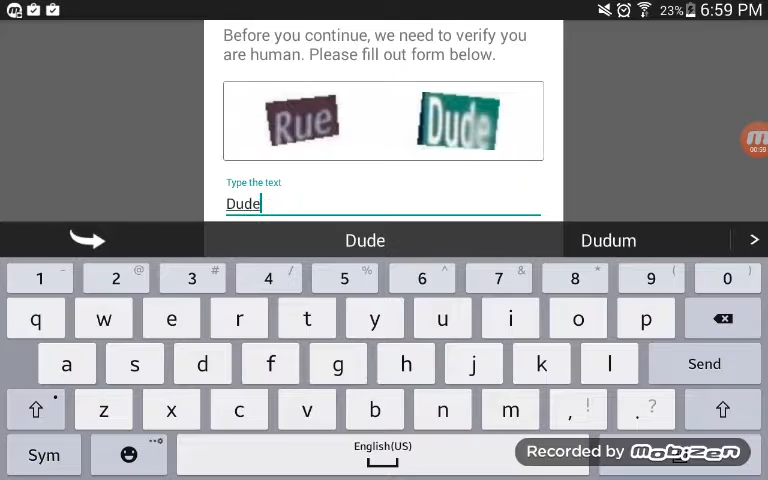 23% 6:59 PM
Before you continue, we need to verify you
are human. Please fill out form below.
Rue Dude
Type the text
Dude
00:59
Dude Dudum >
1 - 2 @ 3 # 4 / 5 % 6 ^ 7 & 8 * 9 ( 0 )
q w e r t y u i o p
a s d f g h j k l Send
z x c v b n m , ! . ?
Sym English(US)
Recorded by mobizen